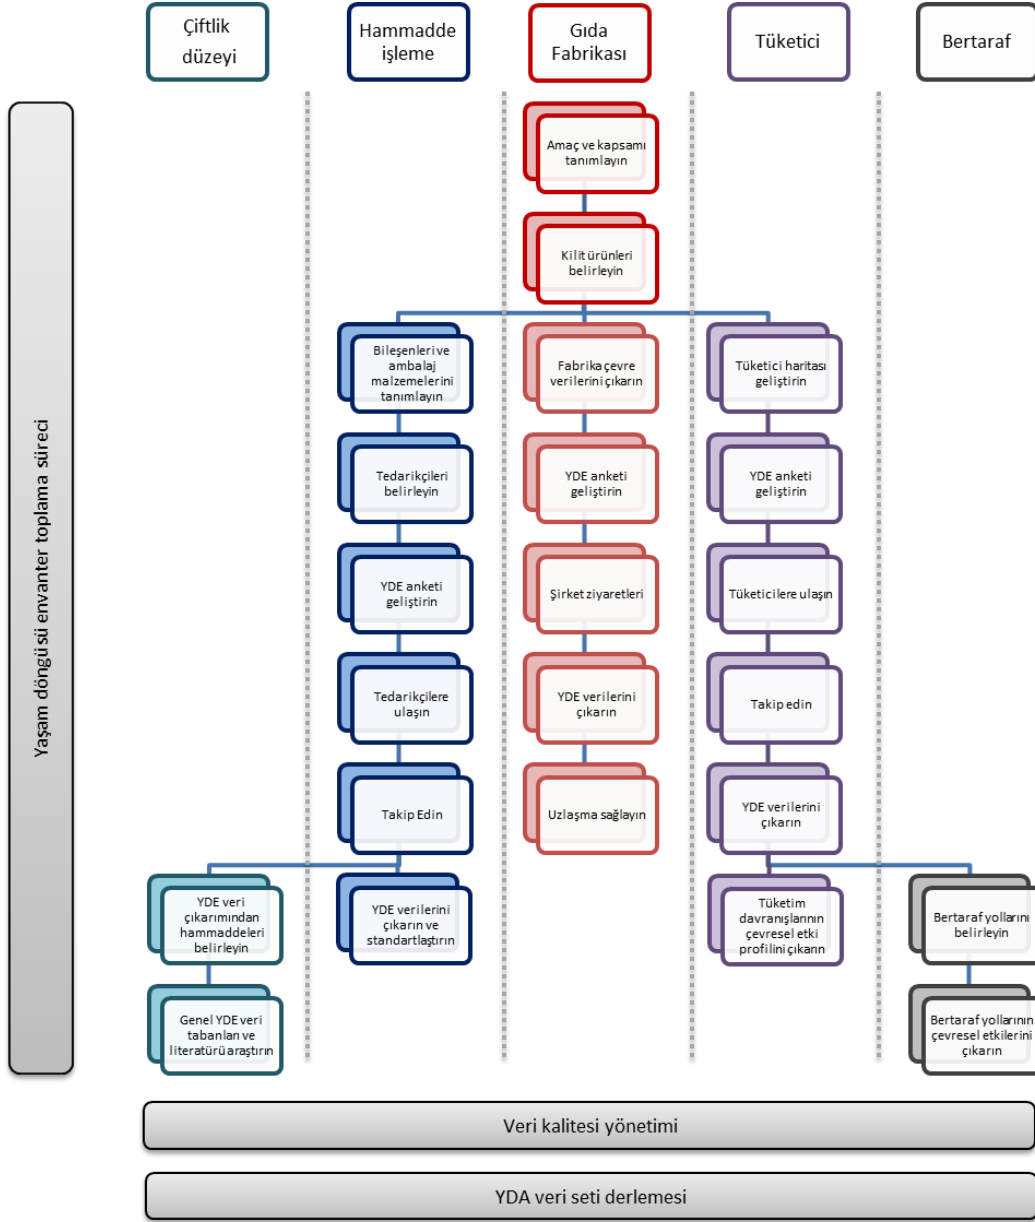 Çiftlik
düzeyi
Hammadde
işleme
Gıda
Fabrikası
Tüketici
Bertaraf
Yaşam döngüsü envanter toplama süreci
Amaç ve kapsamı
tanımlayın
Kilit ürünleri
belirleyin
Bileşenleri ve
ambalaj
malzemelerini
tanımlayın
Fabrika çevre
verilerini çıkarın
Tüketici haritası
geliştirin
Tedarikçileri
belirleyin
YDE anketi
geliştirin
YDE anketi
geliştirin
YDE anketi
geliştirin
Şirket ziyaretleri
Tüketicilere ulaşın
Tedarikçilere
ulaşın
YDE verilerini
çıkarın
Takip edin
Takip Edin
Uzlaşma sağlayın
YDE verilerini
çıkarın
YDE veri
çıkarımından
hammaddeleri
belirleyin
YDE verilerini
çıkarın ve
standartlaştırın
Tüketim
davranışlarının
çevresel etki
profilini çıkarın
Bertaraf yollarını
belirleyin
Genel YDE veri
tabanları ve
literatürü araştırın
Bertaraf yollarının
çevresel etkilerini
çıkarın
Veri kalitesi yönetimi
YDA veri seti derlemesi